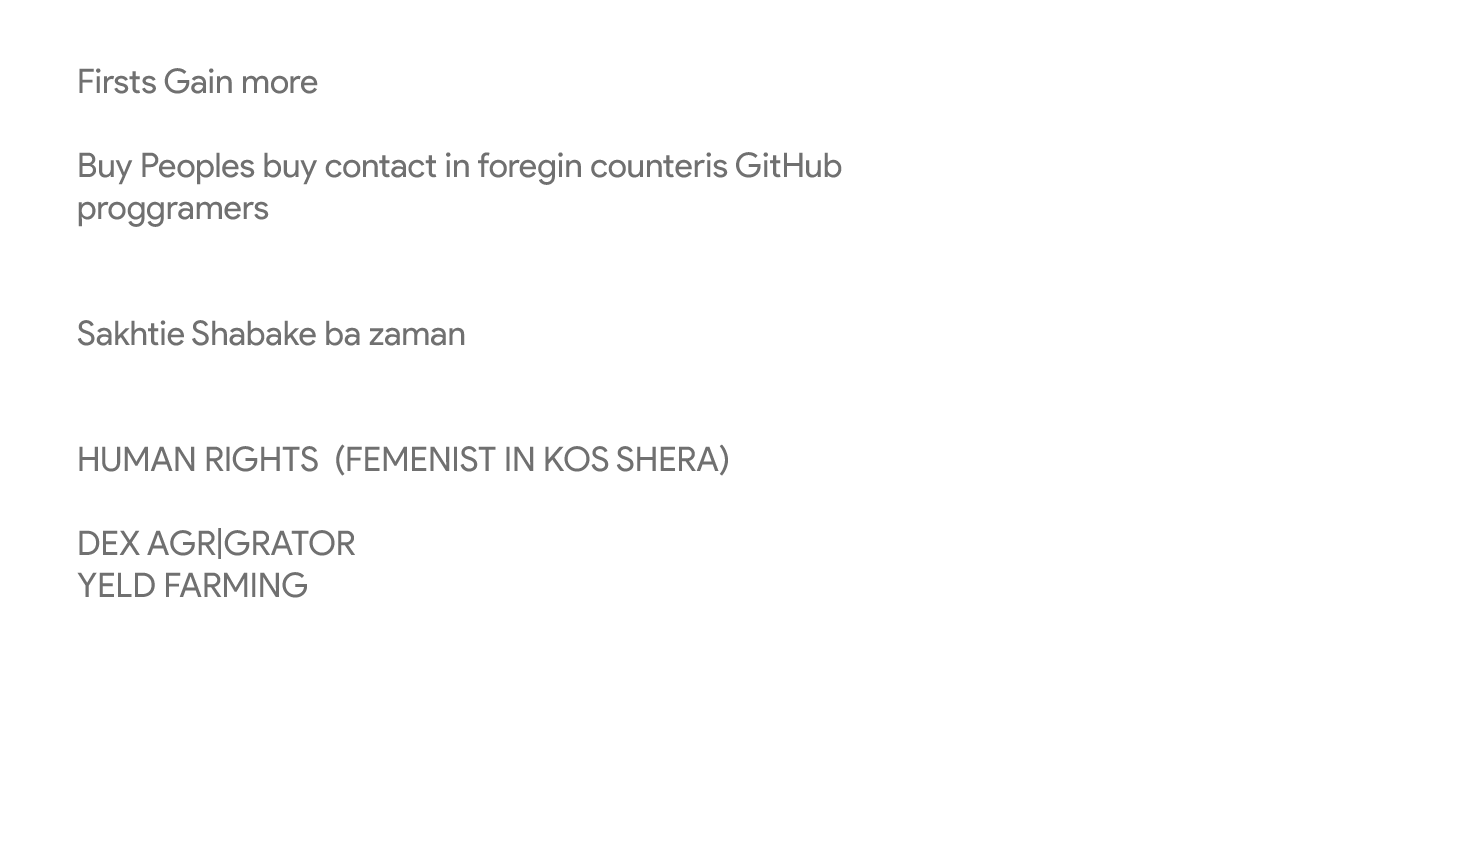 Firsts Gain more
Buy Peoples buy contact in foregin counteris GitHub
proggramers
Sakhtie Shabake ba zaman
HUMAN RIGHTS  (FEMENIST IN KOS SHERA)
DEX AGR|GRATOR
YELD FARMING